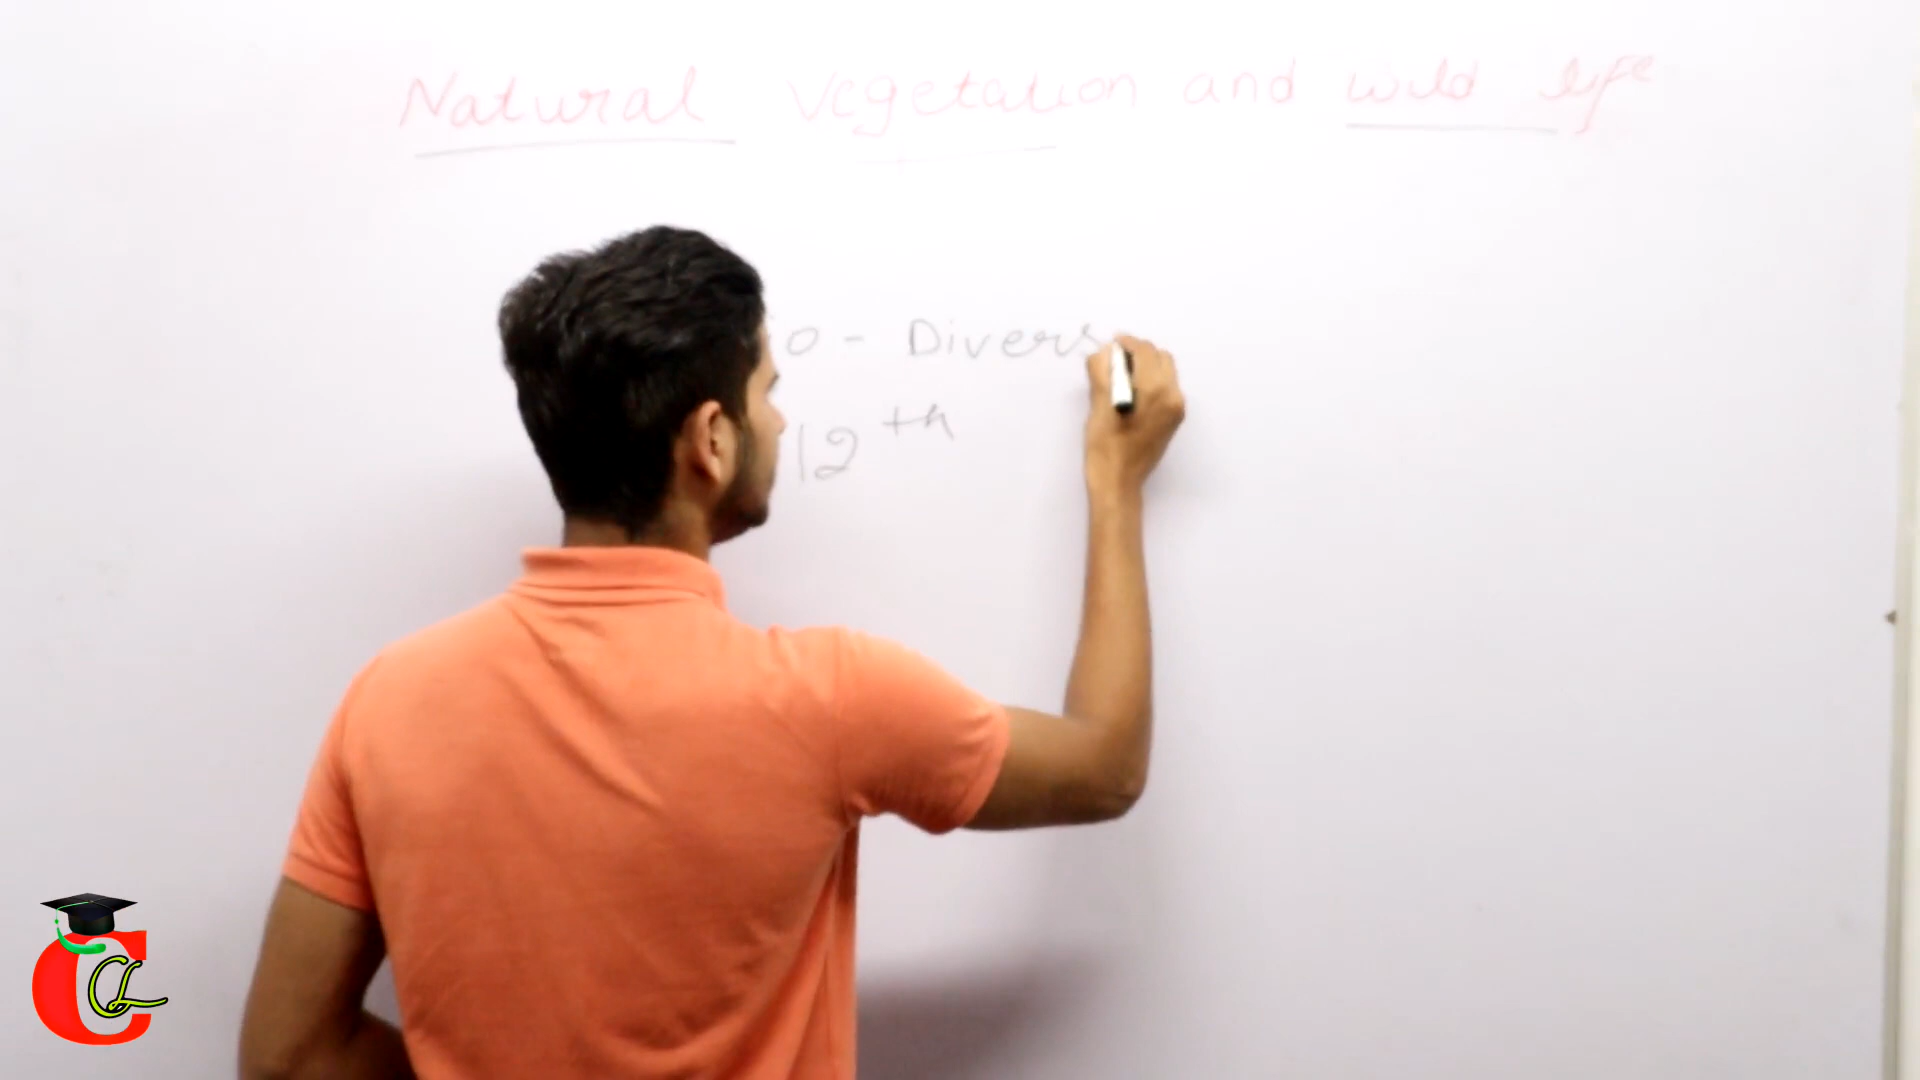 Natural Vegetation and Wild life
o - Divers
12th